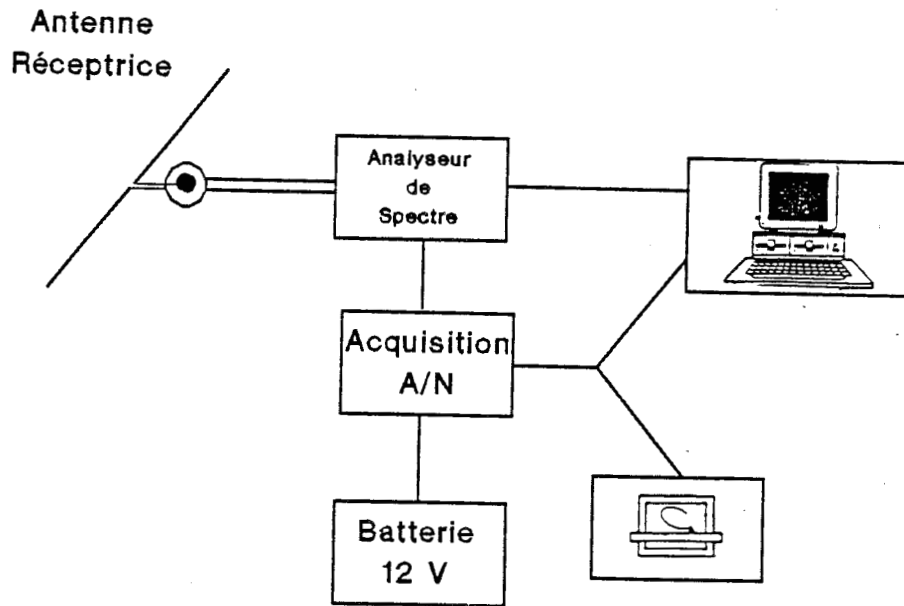 Antenne
Réceptrice
Analyseur
de
Spectre
Acquisition
A/N
Batterie
12 V